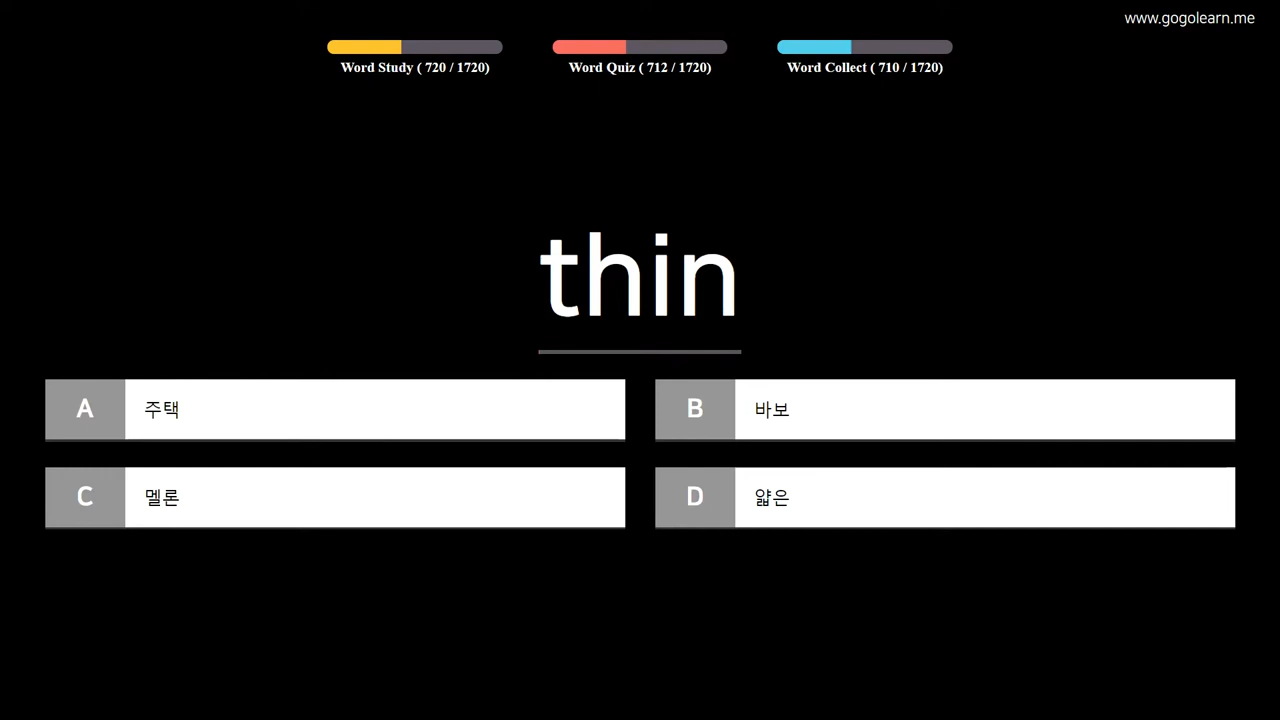 www.gogolearn.me
Word Study ( 720 / 1720)
Word Quiz ( 712 / 1720)
Word Collect ( 710 / 1720)
thin
A 주택
B 바보
C 멜론
D 얇은